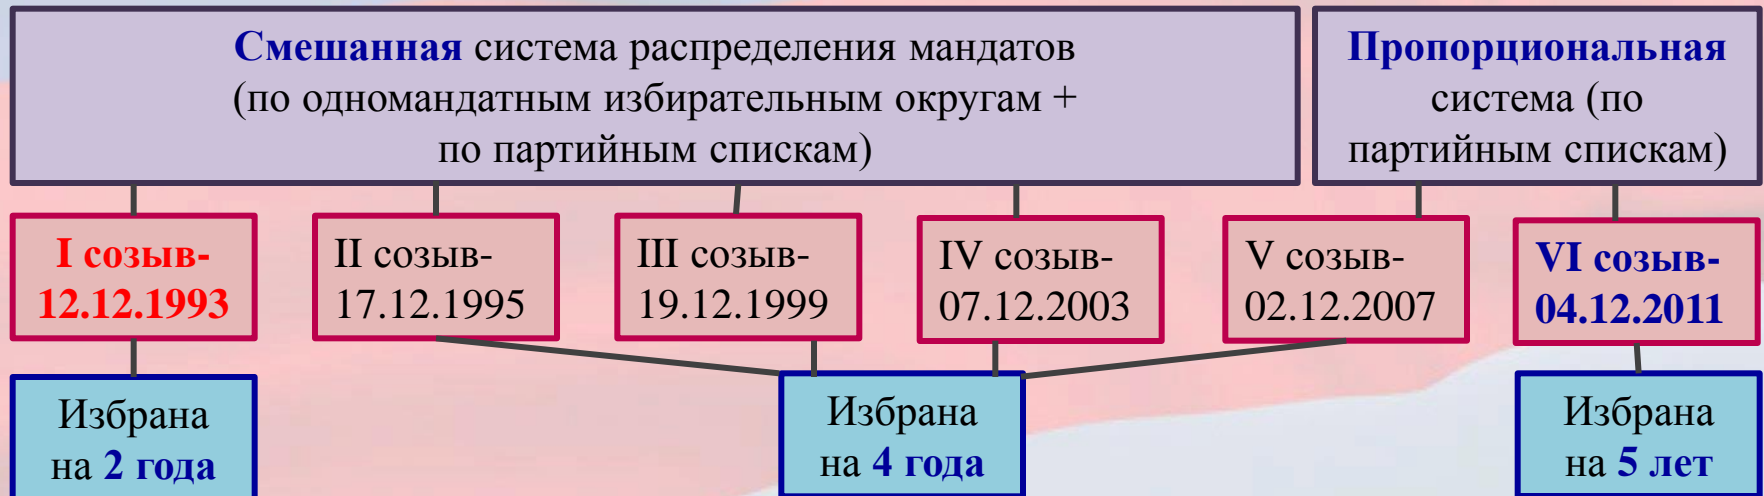 Смешанная система распределения мандатов
(по одномандатным избирательным округам +
по партийным спискам)
Пропорциональная
система (по
партийным спискам)
I созыв-
12.12.1993
II созыв-
17.12.1995
III созыв-
19.12.1999
IV созыв-
07.12.2003
V созыв-
02.12.2007
VI созыв-
04.12.2011
Избрана
на 2 года
Избрана
на 4 года
Избрана
на 5 лет